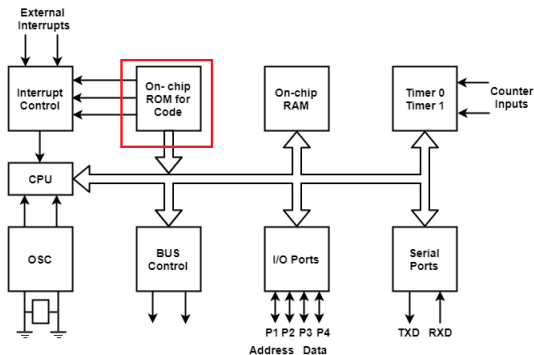 External
Interrupts
Interrupt
Control
On- chip
ROM for
Code
On-chip
RAM
Timer 0
Timer 1
Counter
Inputs
CPU
OSC
BUS
Control
I/O Ports
Serial
Ports
P1 P2 P3 P4
TXD RXD
Address Data